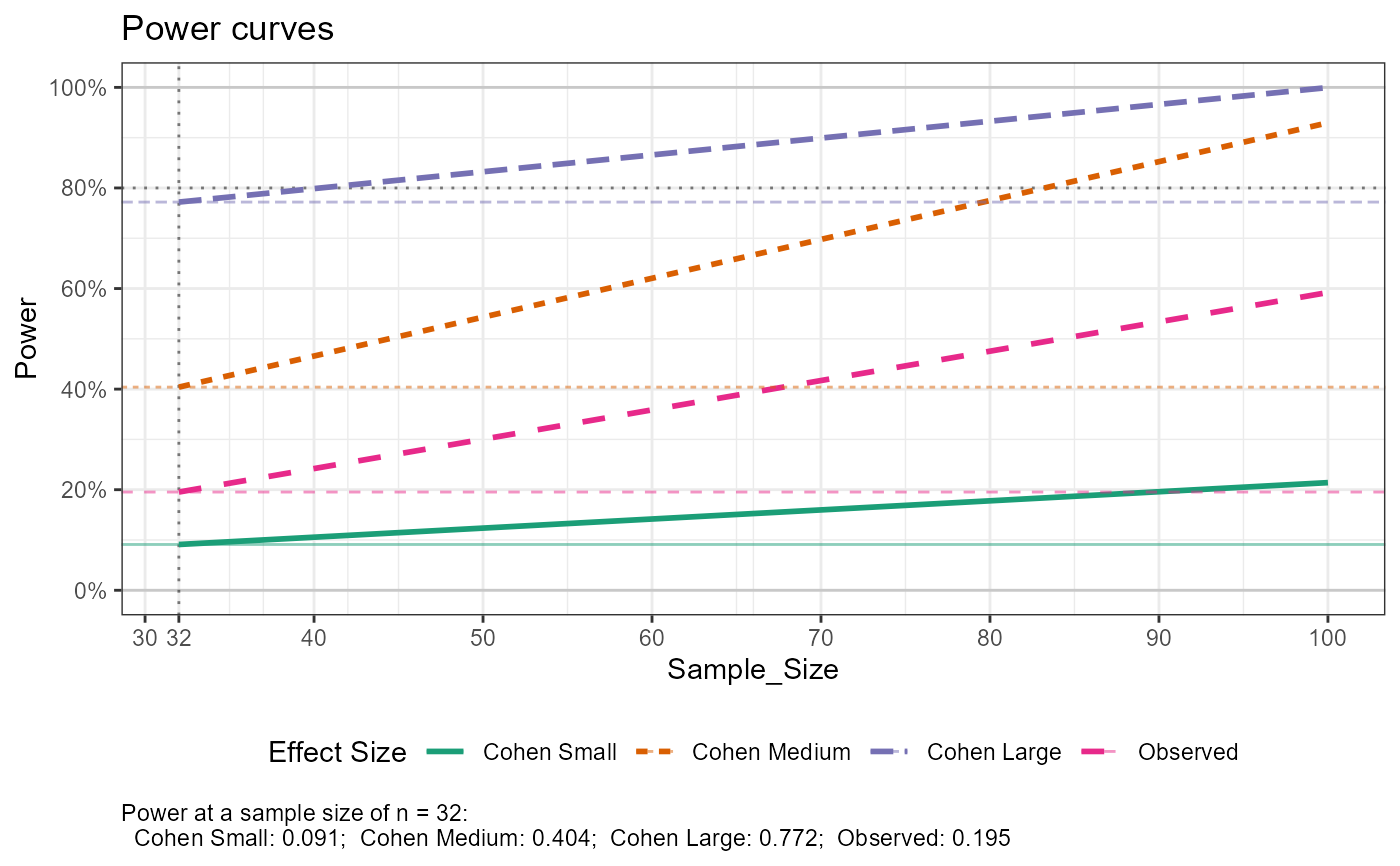 Power curves
100%
80%
60%
40%
20%
0%
Power
30 32 40 50 60 70 80 90 100
Sample_Size
Effect Size Cohen Small Cohen Medium Cohen Large Observed
Power at a sample size of n = 32:
Cohen Small: 0.091; Cohen Medium: 0.404; Cohen Large: 0.772; Observed: 0.195